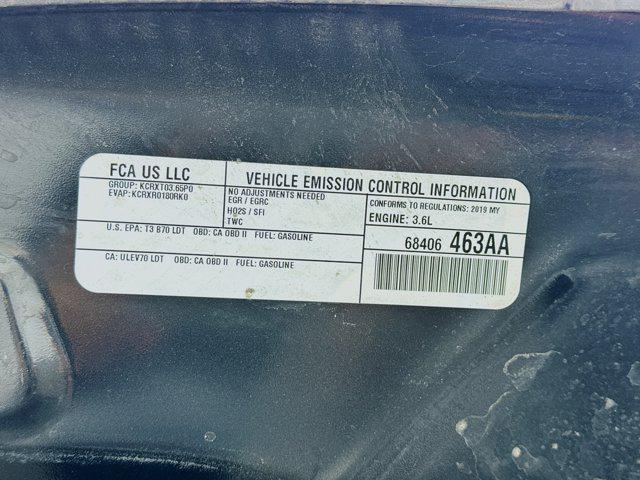 FCA US LLC
GROUP: KCRXT03.65P0
EVAP: KCRXR0180RK0
VEHICLE EMISSION CONTROL INFORMATION
NO ADJUSTMENTS NEEDED
EGR / EGRC
HO2S / SFI
TWC
CONFORMS TO REGULATIONS: 2019 MY
ENGINE: 3.6L
U.S. EPA: T3 B70 LDT OBD: CA OBD II FUEL: GASOLINE
CA: ULEV70 LDT OBD: CA OBD II FUEL: GASOLINE
68406 463AA